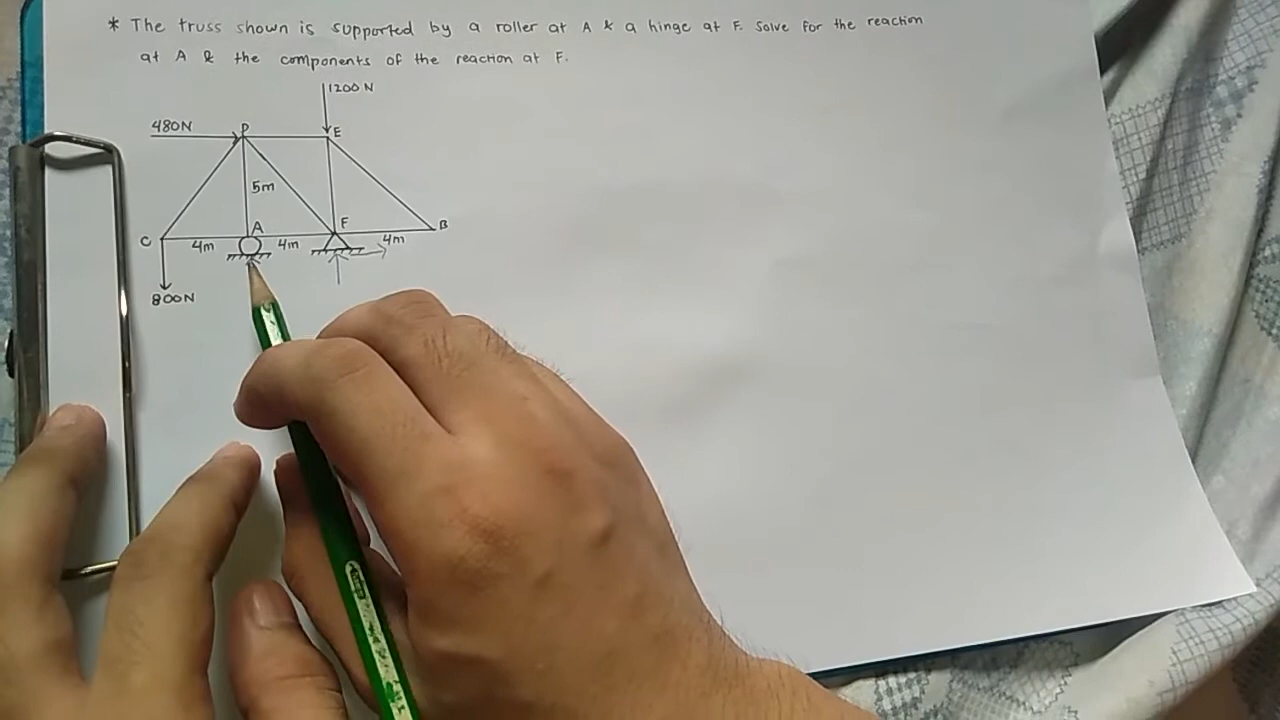 * The truss shown is supported by a roller at A & a hinge at F. Solve for the reaction
at A & the components of the reaction at F.
1200 N
480N
D
E
5m
A
F
B
C
4m
4m
4m
800N